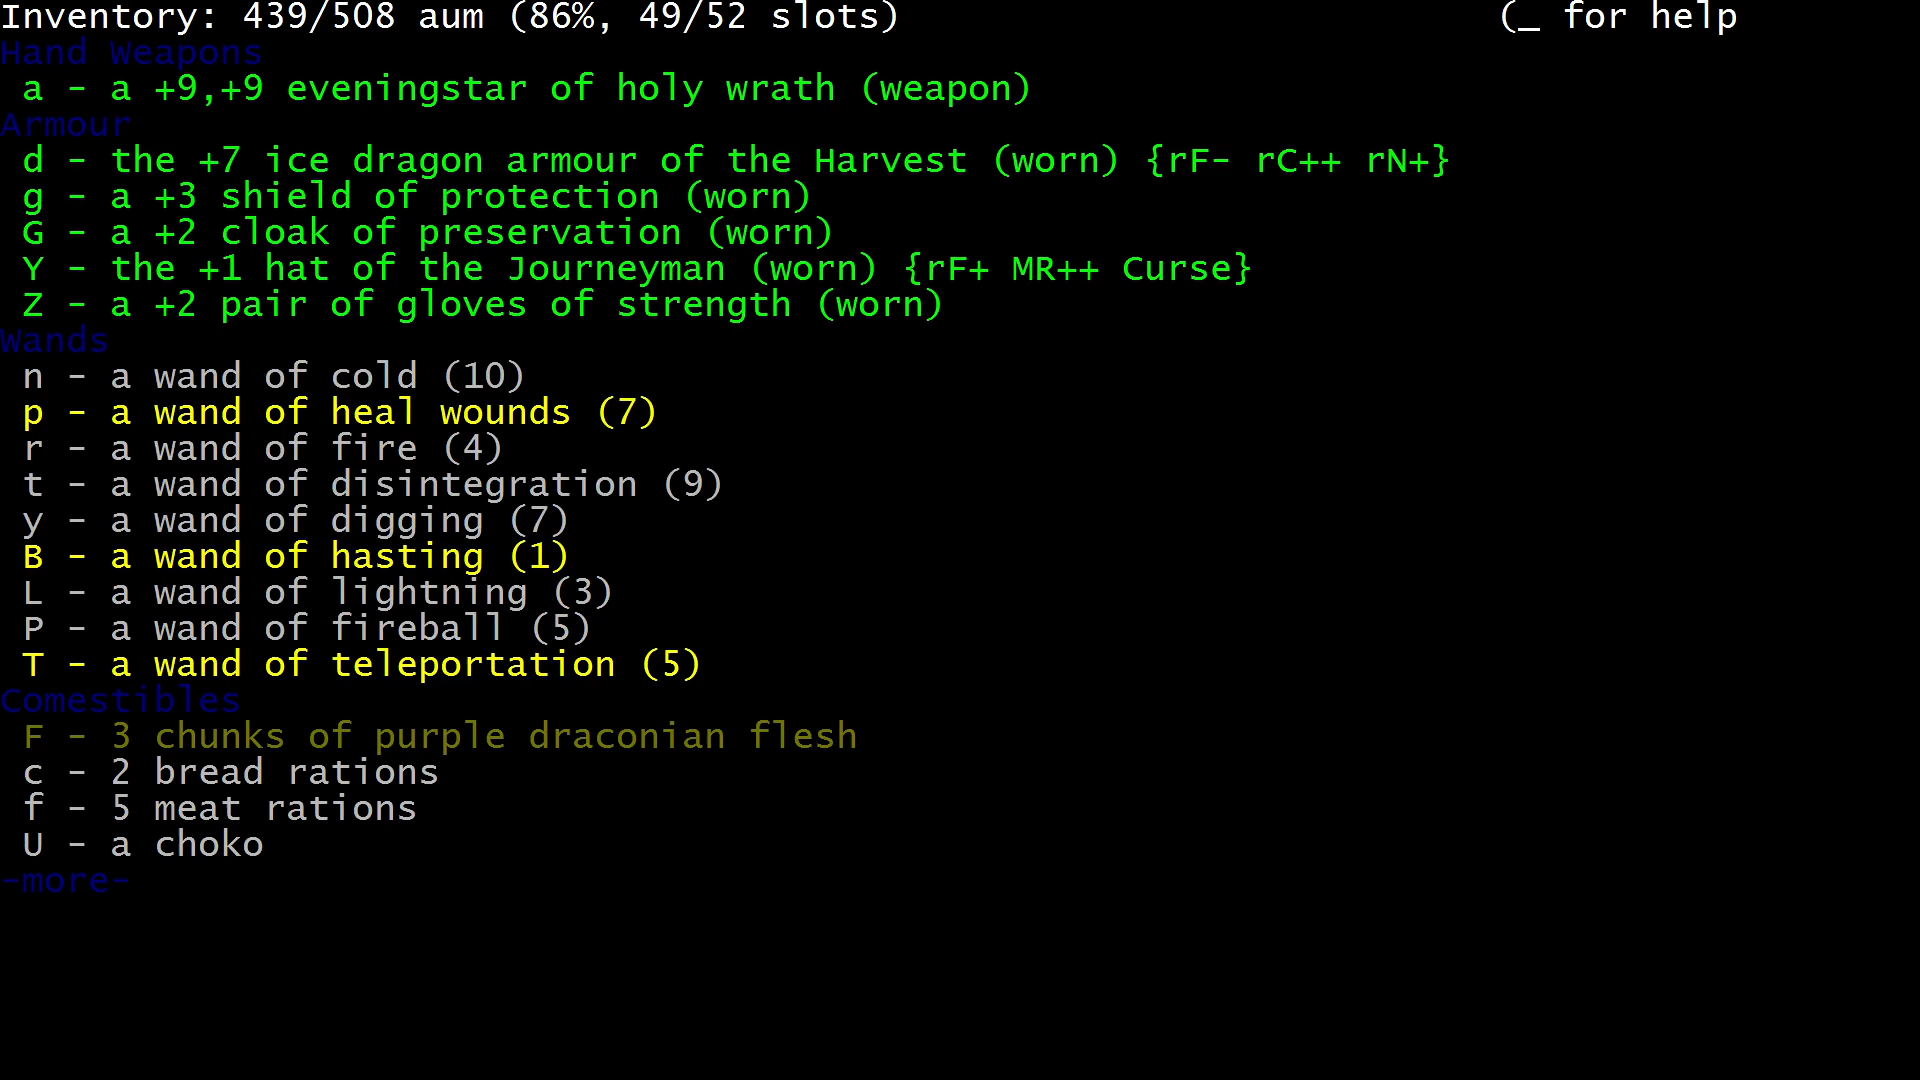 Inventory: 439/508 aum (86%, 49/52 slots) (_ for help
Hand Weapons
a - a +9,+9 eveningstar of holy wrath (weapon)
Armour
d - the +7 ice dragon armour of the Harvest (worn) {rF- rC++ rN+}
g - a +3 shield of protection (worn)
G - a +2 cloak of preservation (worn)
Y - the +1 hat of the Journeyman (worn) {rF+ MR++ Curse}
Z - a +2 pair of gloves of strength (worn)
Wands
n - a wand of cold (10)
p - a wand of heal wounds (7)
r - a wand of fire (4)
t - a wand of disintegration (9)
y - a wand of digging (7)
B - a wand of hasting (1)
L - a wand of lightning (3)
P - a wand of fireball (5)
T - a wand of teleportation (5)
Comestibles
F - 3 chunks of purple draconian flesh
c - 2 bread rations
f - 5 meat rations
U - a choko
-more-